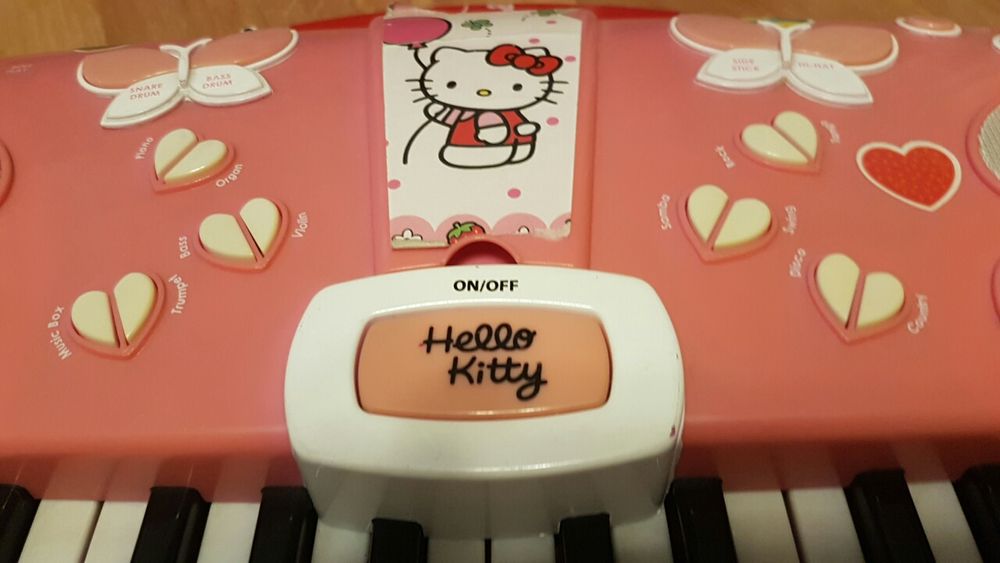 SNARE
DRUM
BASS
DRUM
SIDE
STICK
HI-HAT
Piano
Organ
Bass
Violin
Music Box
Trumpet
Rock
Samba
Swing
Disco
Country
ON/OFF
Hello
Kitty